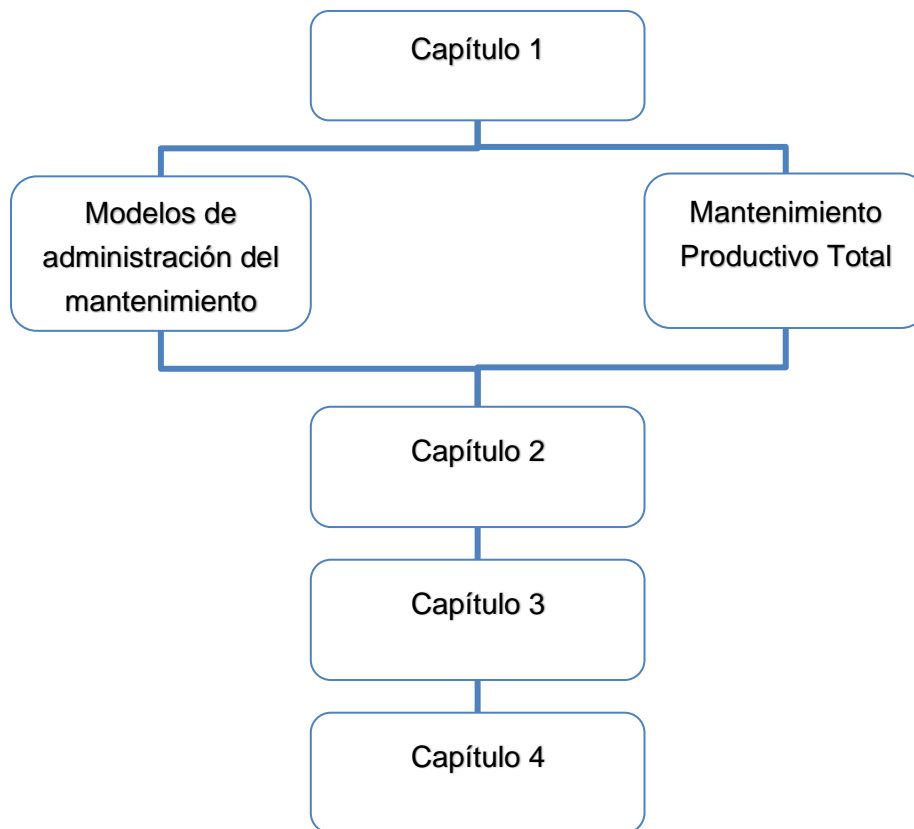 Capítulo 1
Modelos de
administración del
mantenimiento
Mantenimiento
Productivo Total
Capítulo 2
Capítulo 3
Capítulo 4